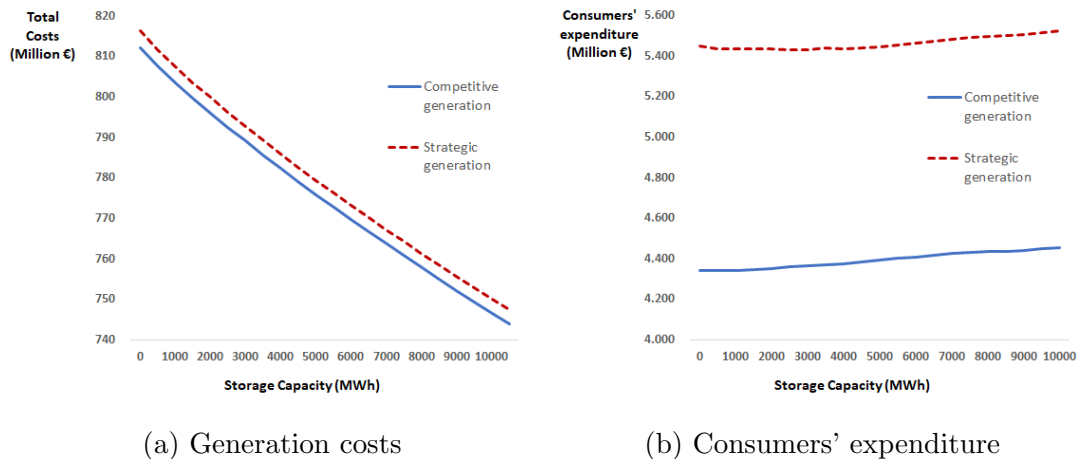 Total
Costs
(Million €)
820
810
800
790
780
770
760
750
740
Competitive
generation
Strategic
generation
0 1000 2000 3000 4000 5000 6000 7000 8000 9000 10000
Storage Capacity (MWh)
(a) Generation costs
Consumers'
expenditure
(Million €)
5.600
5.400
5.200
5.000
4.800
4.600
4.400
4.200
4.000
Competitive
generation
Strategic
generation
0 1000 2000 3000 4000 5000 6000 7000 8000 9000 10000
Storage Capacity (MWh)
(b) Consumers' expenditure